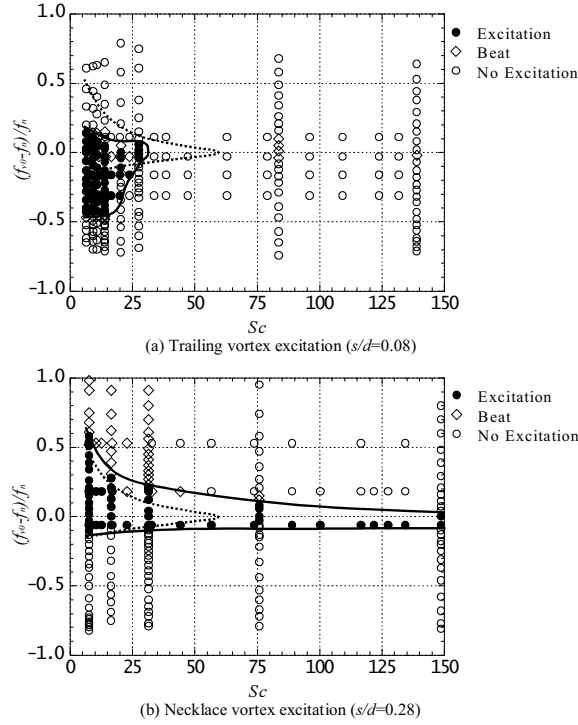 1.0
0.5
0.0
−0.5
−1.0
(fv0-fn)/fn
0 25 50 75 100 125 150
Sc
Excitation
Beat
No Excitation
(a) Trailing vortex excitation (s/d=0.08)
1.0
0.5
0.0
−0.5
−1.0
(fv0-fn)/fn
0 25 50 75 100 125 150
Sc
Excitation
Beat
No Excitation
(b) Necklace vortex excitation (s/d=0.28)